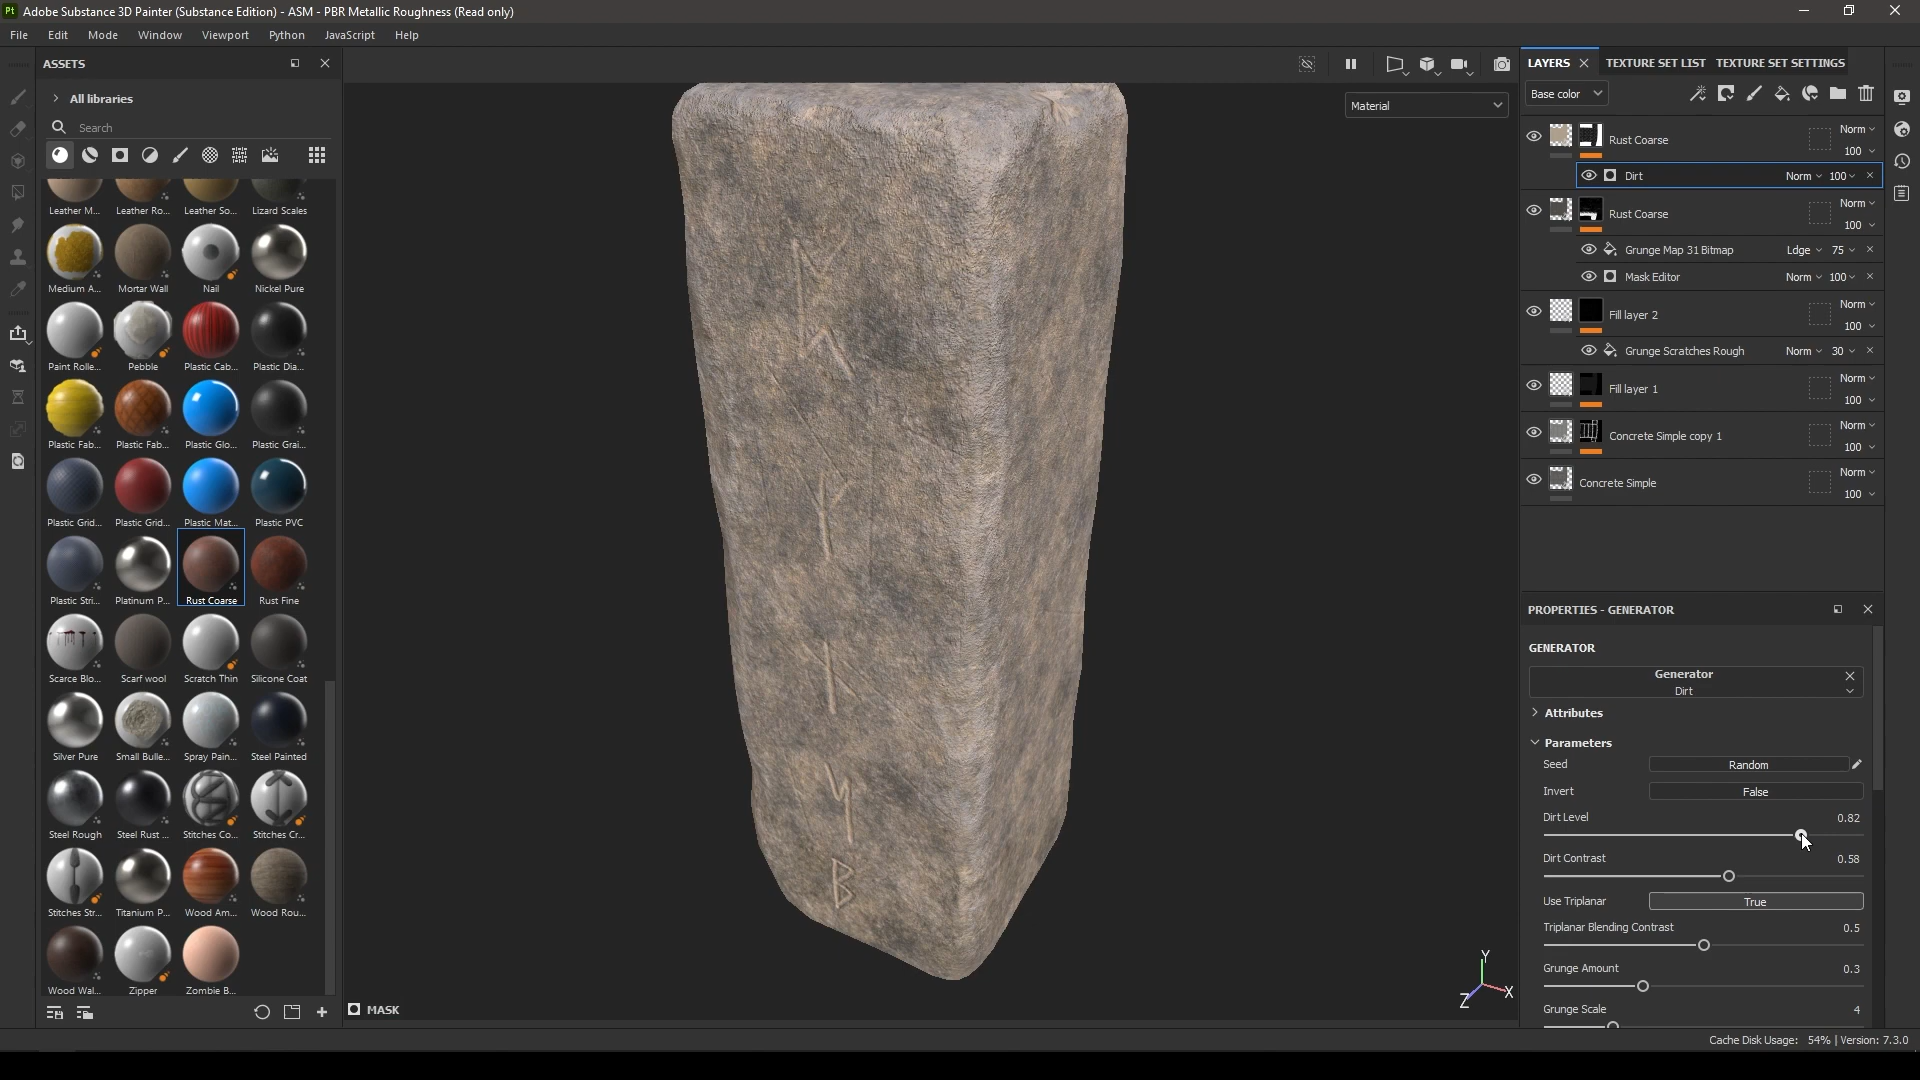 Pt Adobe Substance 3D Painter (Substance Edition) - ASM - PBR Metallic Roughness (Read only)
File Edit Mode Window Viewport Python JavaScript Help
ASSETS
All libraries
Search
Leather M... Leather Ro... Leather So... Lizard Scales
Medium A... Mortar Wall Nail Nickel Pure
Paint Rolle... Pebble Plastic Cab... Plastic Dia...
Plastic Fab... Plastic Fab... Plastic Glo... Plastic Grai...
Plastic Grid... Plastic Grid... Plastic Mat... Plastic PVC
Plastic Stri... Platinum P... Rust Coarse Rust Fine
Scarce Blo... Scarf wool Scratch Thin Silicone Coat
Silver Pure Small Bulle... Spray Pain... Steel Painted
Steel Rough Steel Rust ... Stitches Co... Stitches Cr...
Stitches Str... Titanium P... Wood Am... Wood Rou...
Wood Wal... Zipper Zombie B...
Material
MASK
Y
Z X
LAYERS TEXTURE SET LIST TEXTURE SET SETTINGS
Base color
Rust Coarse Norm 100
Dirt Norm 100
Rust Coarse Norm 100
Grunge Map 31 Bitmap Ldge 75
Mask Editor Norm 100
Fill layer 2 Norm 100
Grunge Scratches Rough Norm 30
Fill layer 1 Norm 100
Concrete Simple copy 1 Norm 100
Concrete Simple Norm 100
PROPERTIES - GENERATOR
GENERATOR
Generator
Dirt
Attributes
Parameters
Seed Random
Invert False
Dirt Level 0.82
Dirt Contrast 0.58
Use Triplanar True
Triplanar Blending Contrast 0.5
Grunge Amount 0.3
Grunge Scale 4
Cache Disk Usage: 54% | Version: 7.3.0